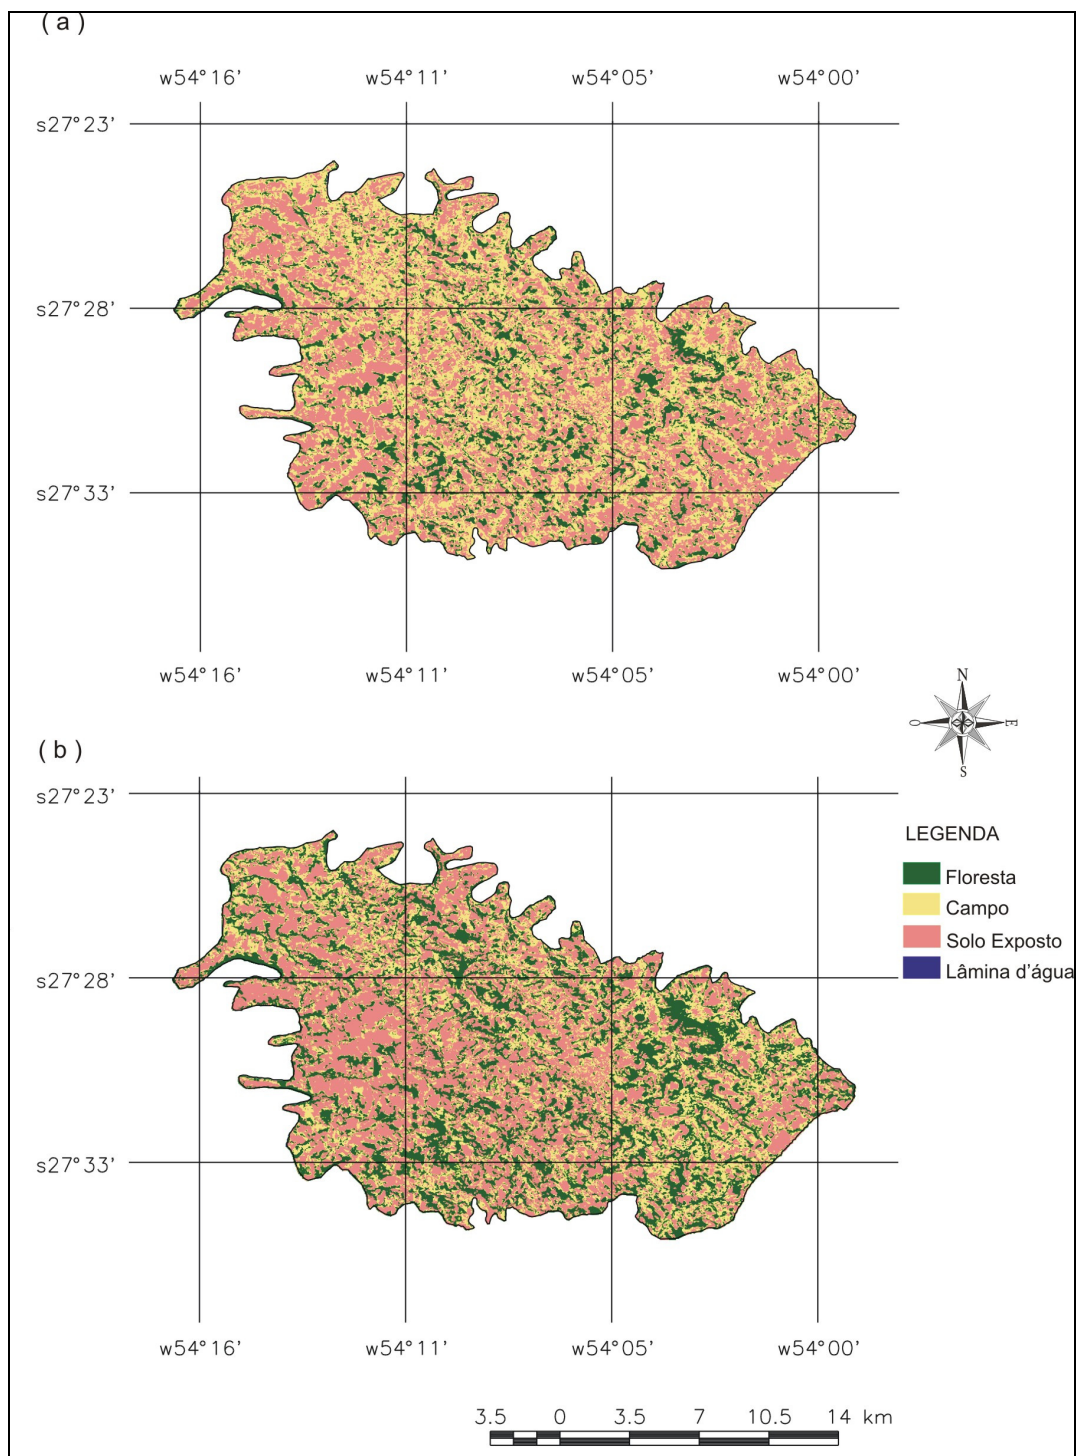 ( a )
w54°16' w54°11' w54°05' w54°00'
s27°23'
s27°28'
s27°33'
w54°16' w54°11' w54°05' w54°00'
N
O E
S
( b )
s27°23'
LEGENDA
Floresta
Campo
Solo Exposto
Lâmina d'água
s27°28'
s27°33'
w54°16' w54°11' w54°05' w54°00'
3.5 0 3.5 7 10.5 14 km